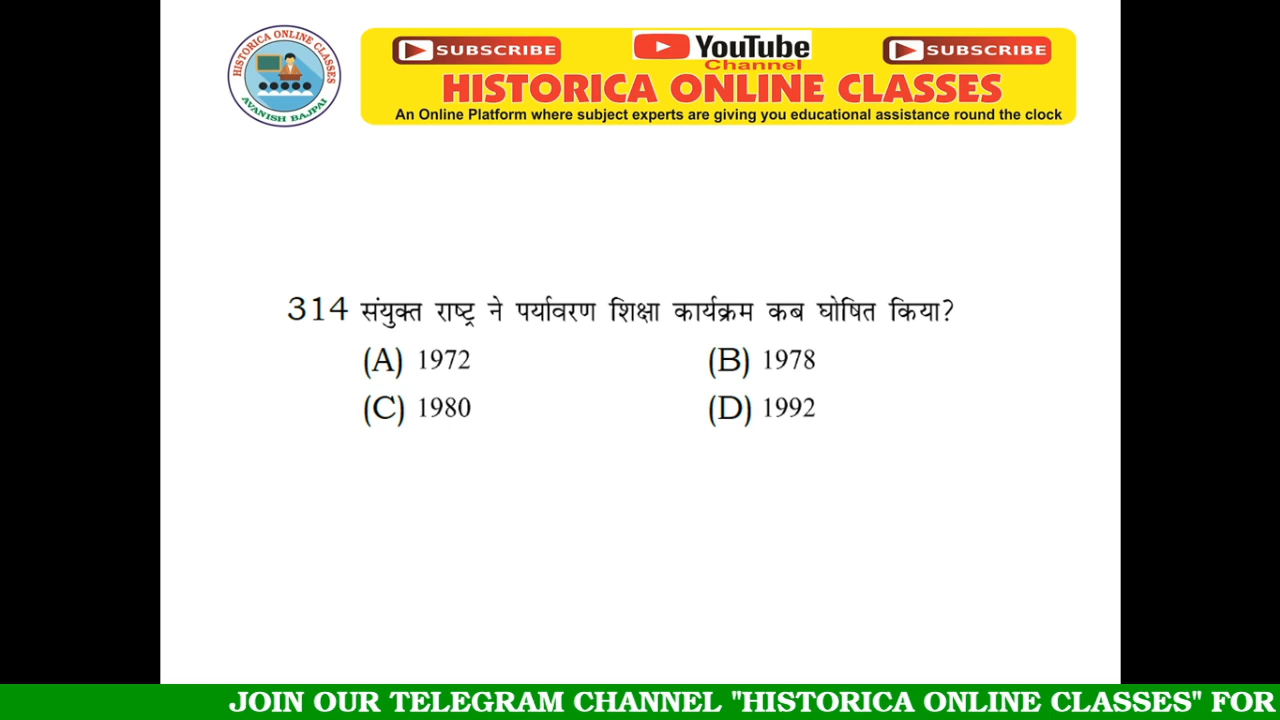 HISTORICA ONLINE CLASSES
AVANISH BAJPAI
SUBSCRIBE
YouTube
SUBSCRIBE
Channel
HISTORICA ONLINE CLASSES
An Online Platform where subject experts are giving you educational assistance round the clock
314 संयुक्त राष्ट्र ने पर्यावरण शिक्षा कार्यक्रम कब घोषित किया?
(A) 1972 (B) 1978
(C) 1980 (D) 1992
JOIN OUR TELEGRAM CHANNEL "HISTORICA ONLINE CLASSES" FOR